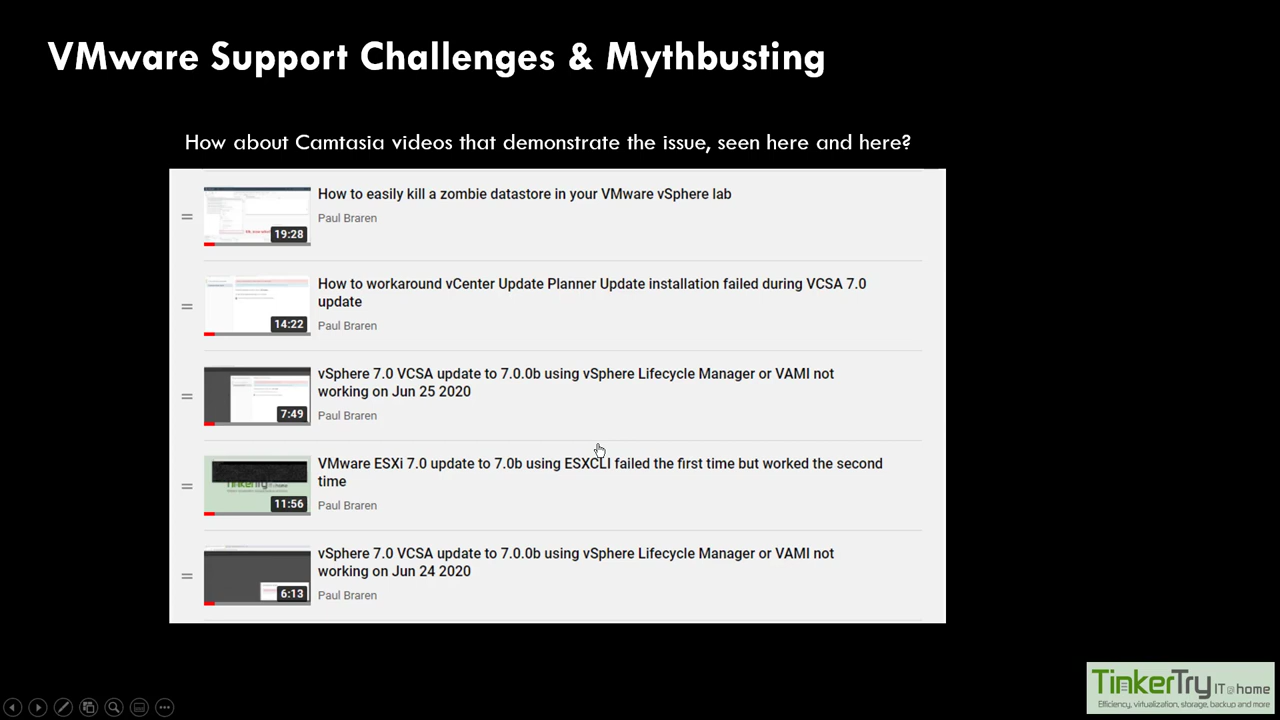 VMware Support Challenges & Mythbusting
How about Camtasia videos that demonstrate the issue, seen here and here?
How to easily kill a zombie datastore in your VMware vSphere lab
Paul Braren
19:28
How to workaround vCenter Update Planner Update installation failed during VCSA 7.0
update
Paul Braren
14:22
vSphere 7.0 VCSA update to 7.0.0b using vSphere Lifecycle Manager or VAMI not
working on Jun 25 2020
Paul Braren
7:49
VMware ESXi 7.0 update to 7.0b using ESXCLI failed the first time but worked the second
time
Paul Braren
11:56
vSphere 7.0 VCSA update to 7.0.0b using vSphere Lifecycle Manager or VAMI not
working on Jun 24 2020
Paul Braren
6:13
TinkerTry IT @ home
Efficiency, virtualization, storage, backup and more